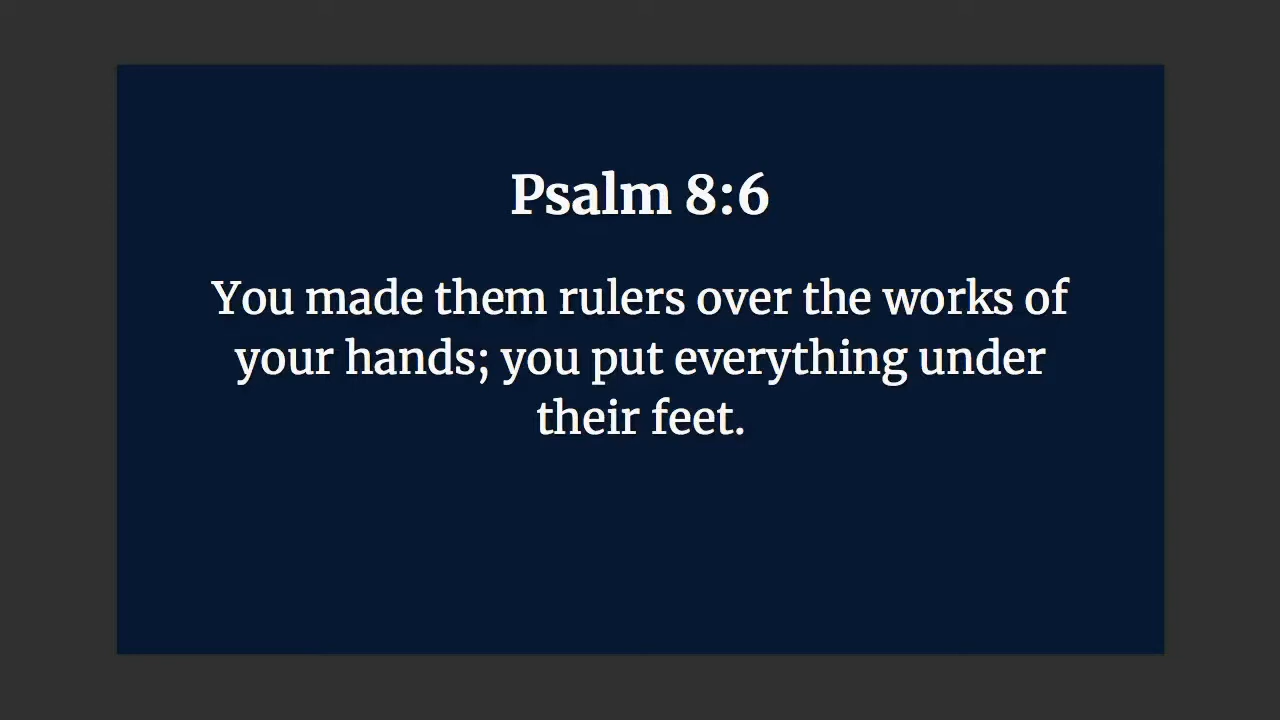 Psalm 8:6
You made them rulers over the works of
your hands; you put everything under
their feet.